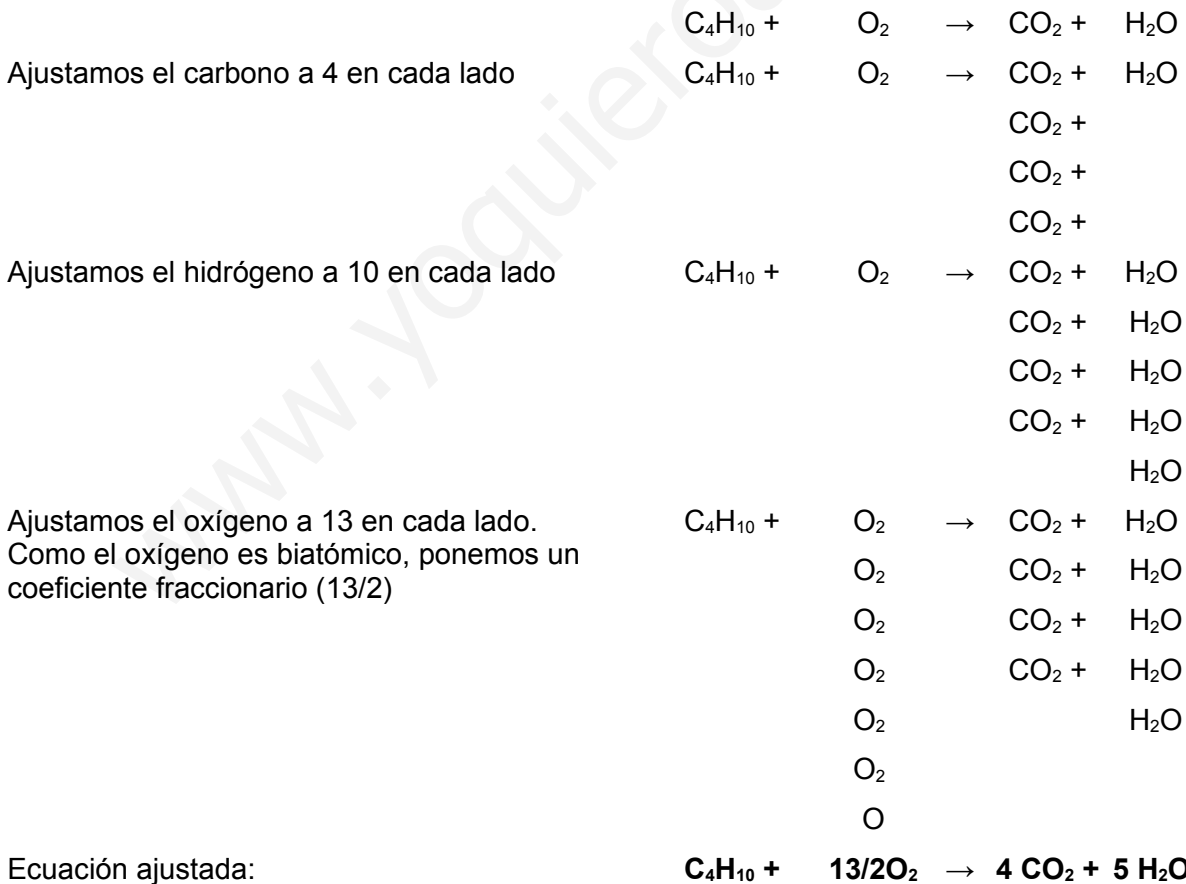 C₄H₁₀ + O₂ → CO₂ + H₂O
Ajustamos el carbono a 4 en cada lado C₄H₁₀ + O₂ → CO₂ + H₂O
CO₂ +
CO₂ +
CO₂ +
Ajustamos el hidrógeno a 10 en cada lado C₄H₁₀ + O₂ → CO₂ + H₂O
CO₂ + H₂O
CO₂ + H₂O
CO₂ + H₂O
H₂O
Ajustamos el oxígeno a 13 en cada lado. C₄H₁₀ + O₂ → CO₂ + H₂O
Como el oxígeno es biatómico, ponemos un
coeficiente fraccionario (13/2)
O₂ CO₂ + H₂O
O₂ CO₂ + H₂O
O₂ CO₂ + H₂O
O₂ H₂O
O₂
O
Ecuación ajustada: C₄H₁₀ + 13/2O₂ → 4 CO₂ + 5 H₂O
www.yoquiero